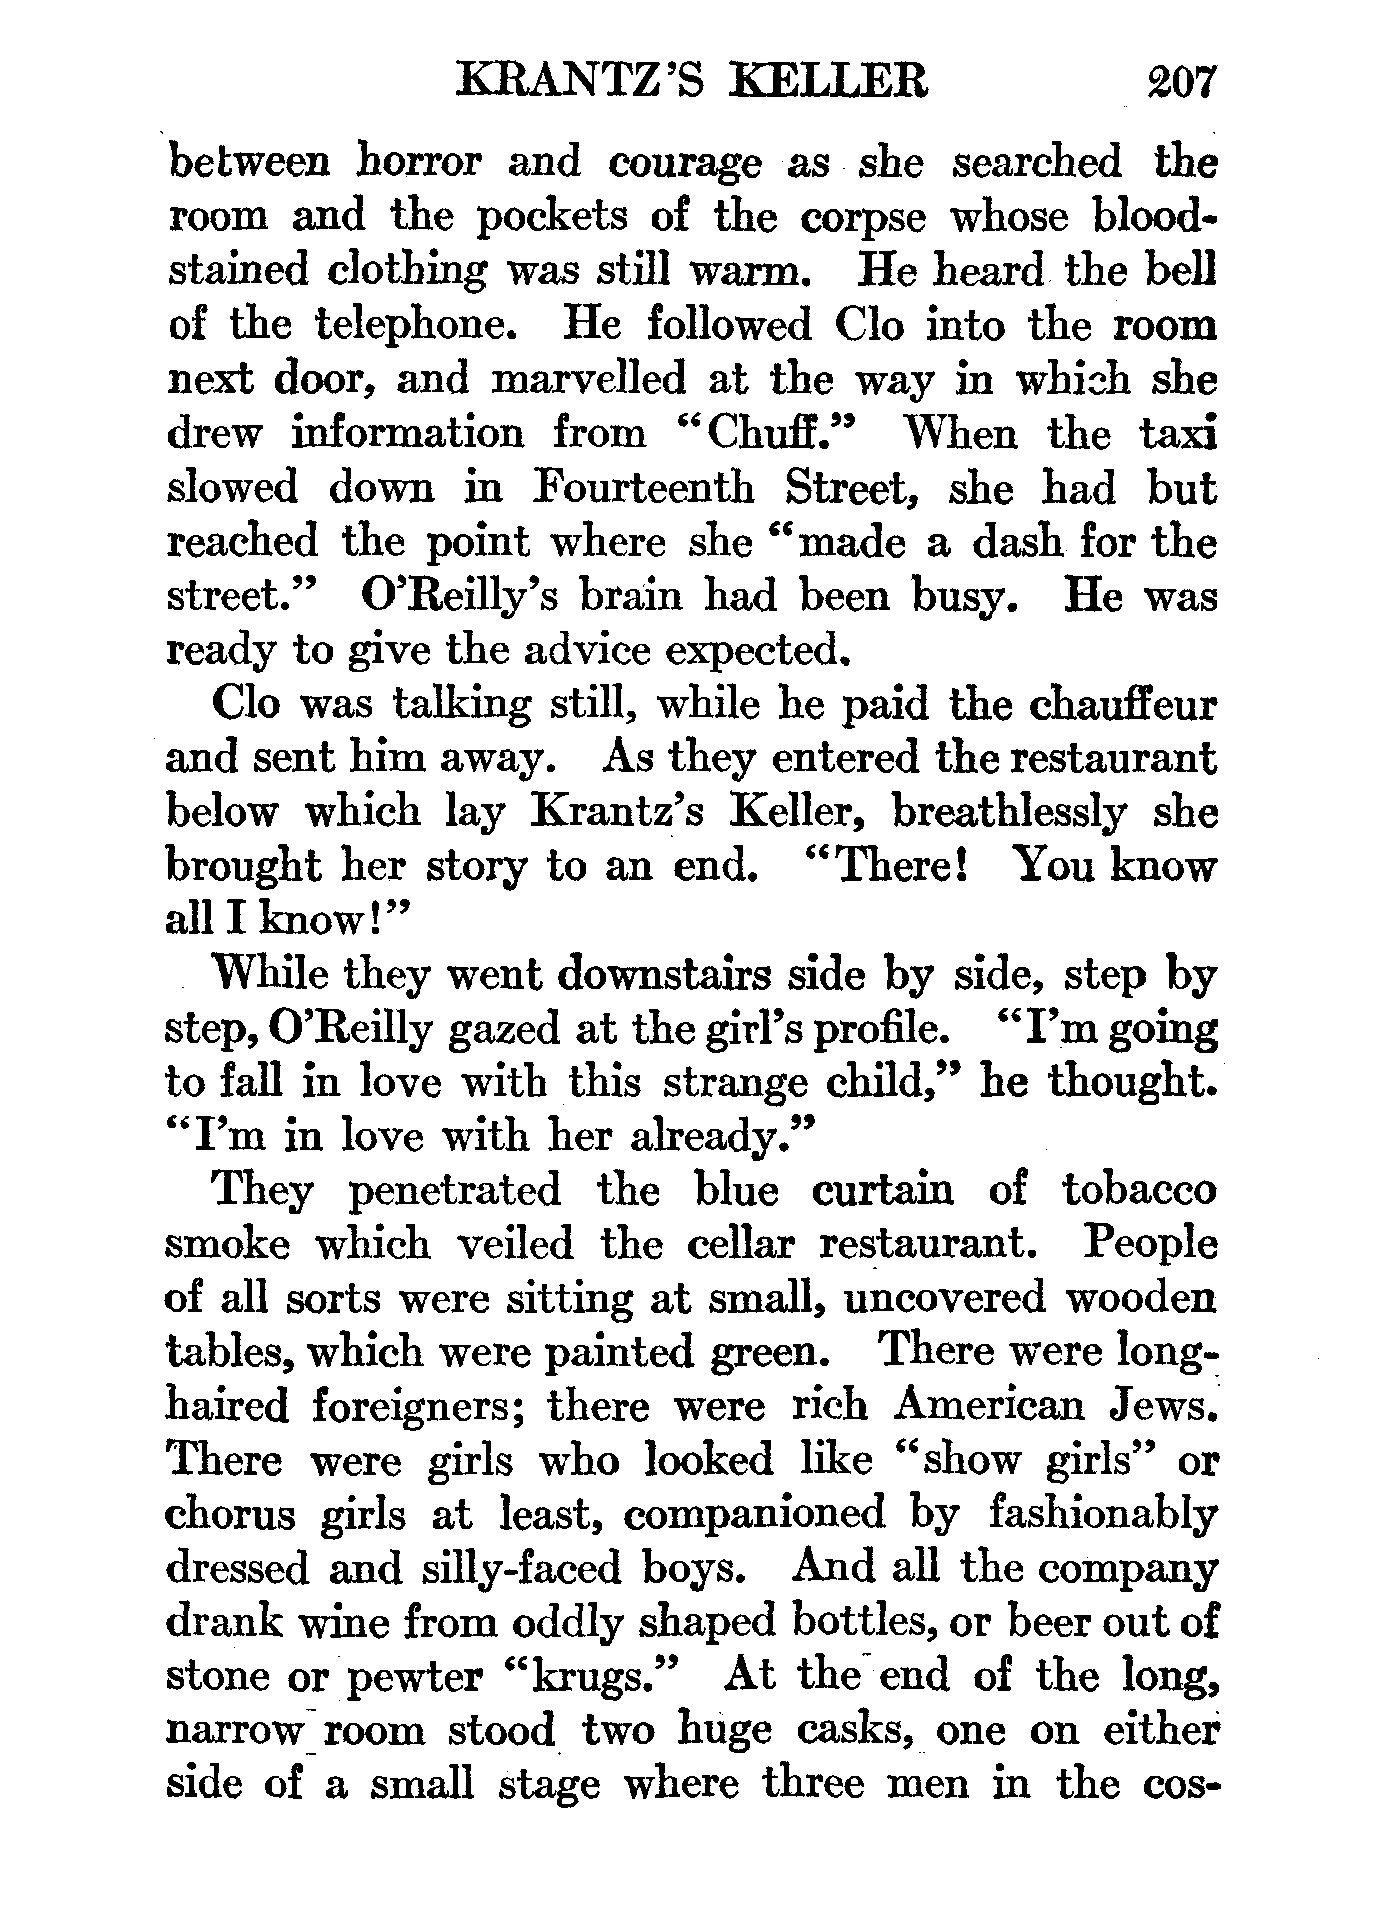 KRANTZ'S KELLER 207
between horror and courage as she searched the
room and the pockets of the corpse whose blood-
stained clothing was still warm. He heard the bell
of the telephone. He followed Clo into the room
next door, and marvelled at the way in which she
drew information from "Chuff." When the taxi
slowed down in Fourteenth Street, she had but
reached the point where she "made a dash for the
street." O'Reilly's brain had been busy. He was
ready to give the advice expected.
Clo was talking still, while he paid the chauffeur
and sent him away. As they entered the restaurant
below which lay Krantz's Keller, breathlessly she
brought her story to an end. "There! You know
all I know!"
While they went downstairs side by side, step by
step, O'Reilly gazed at the girl's profile. "I'm going
to fall in love with this strange child," he thought.
"I'm in love with her already."
They penetrated the blue curtain of tobacco
smoke which veiled the cellar restaurant. People
of all sorts were sitting at small, uncovered wooden
tables, which were painted green. There were long-
haired foreigners; there were rich American Jews.
There were girls who looked like "show girls" or
chorus girls at least, companioned by fashionably
dressed and silly-faced boys. And all the company
drank wine from oddly shaped bottles, or beer out of
stone or pewter "krugs." At the end of the long,
narrow room stood two huge casks, one on either
side of a small stage where three men in the cos-